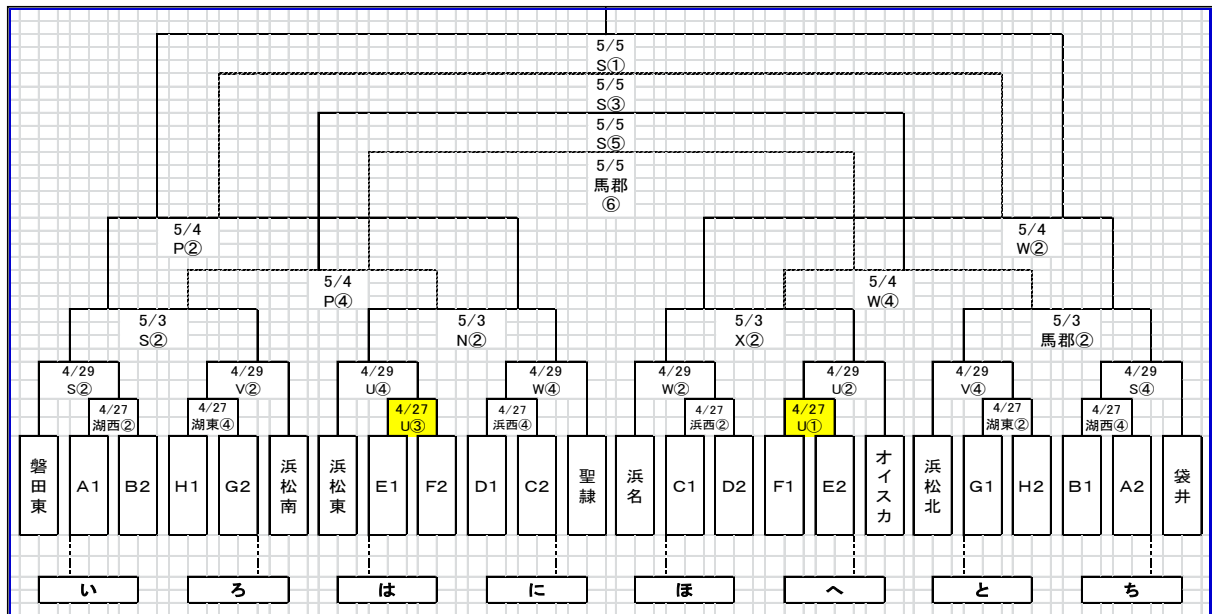 5/5
S①
5/5
S③
5/5
S⑤
5/5
馬郡
⑥
5/4
P②
5/4
W②
5/4
P④
5/4
W④
5/3
S②
5/3
N②
5/3
X②
5/3
馬郡②
4/29
S②
4/29
V②
4/29
U④
4/29
W④
4/29
W②
4/29
U②
4/29
V④
4/29
S④
4/27
湖西②
4/27
湖東④
4/27
U③
4/27
浜西④
4/27
浜西②
4/27
U①
4/27
湖東②
4/27
湖西④
磐田東
A1
B2
H1
G2
浜松南
浜松東
E1
F2
D1
C2
聖隷
浜名
C1
D2
F1
E2
オイスカ
浜松北
G1
H2
B1
A2
袋井
い
ろ
は
に
ほ
へ
と
ち